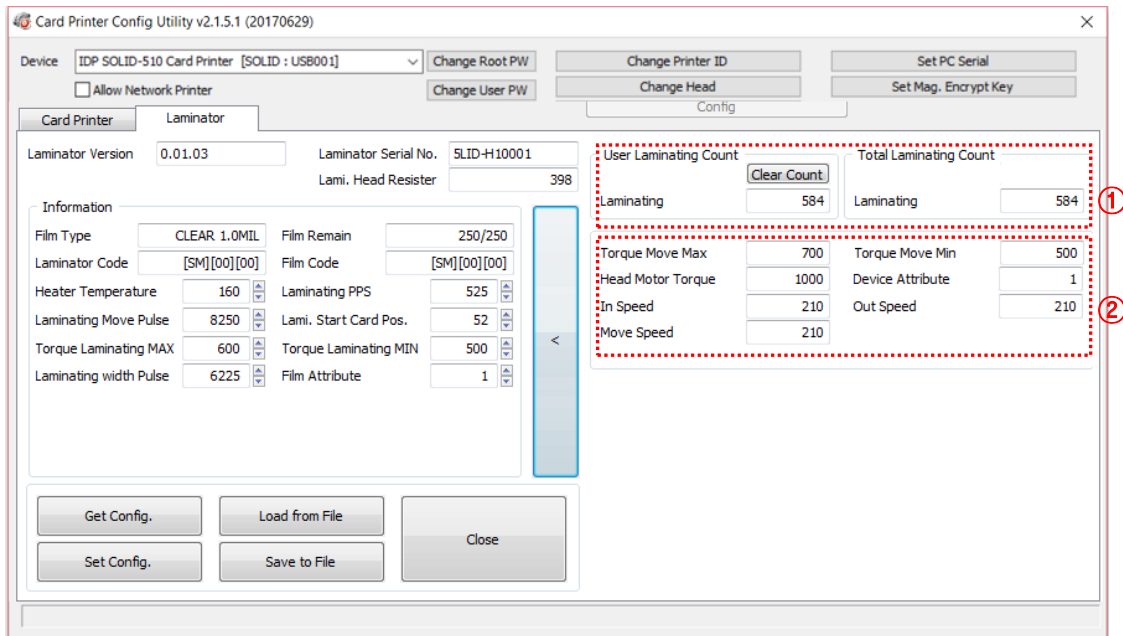 Card Printer Config Utility v2.1.5.1 (20170629)
Device IDP SOLID-510 Card Printer [SOLID : USB001] Change Root PW Change Printer ID Set PC Serial
Allow Network Printer Change User PW Change Head Set Mag. Encrypt Key
Config
Card Printer Laminator
Laminator Version 0.01.03 Laminator Serial No. 5LID-H10001
Lami. Head Resister 398
Information
Film Type CLEAR 1.0MIL Film Remain 250/250
Laminator Code [SM][00][00] Film Code [SM][00][00]
Heater Temperature 160 Laminating PPS 525
Laminating Move Pulse 8250 Lami. Start Card Pos. 52
Torque Laminating MAX 600 Torque Laminating MIN 500
Laminating width Pulse 6225 Film Attribute 1
<
Get Config. Load from File Close
Set Config. Save to File
User Laminating Count Total Laminating Count
Clear Count
Laminating 584 Laminating 584 ①
Torque Move Max 700 Torque Move Min 500
Head Motor Torque 1000 Device Attribute 1
In Speed 210 Out Speed 210 ②
Move Speed 210